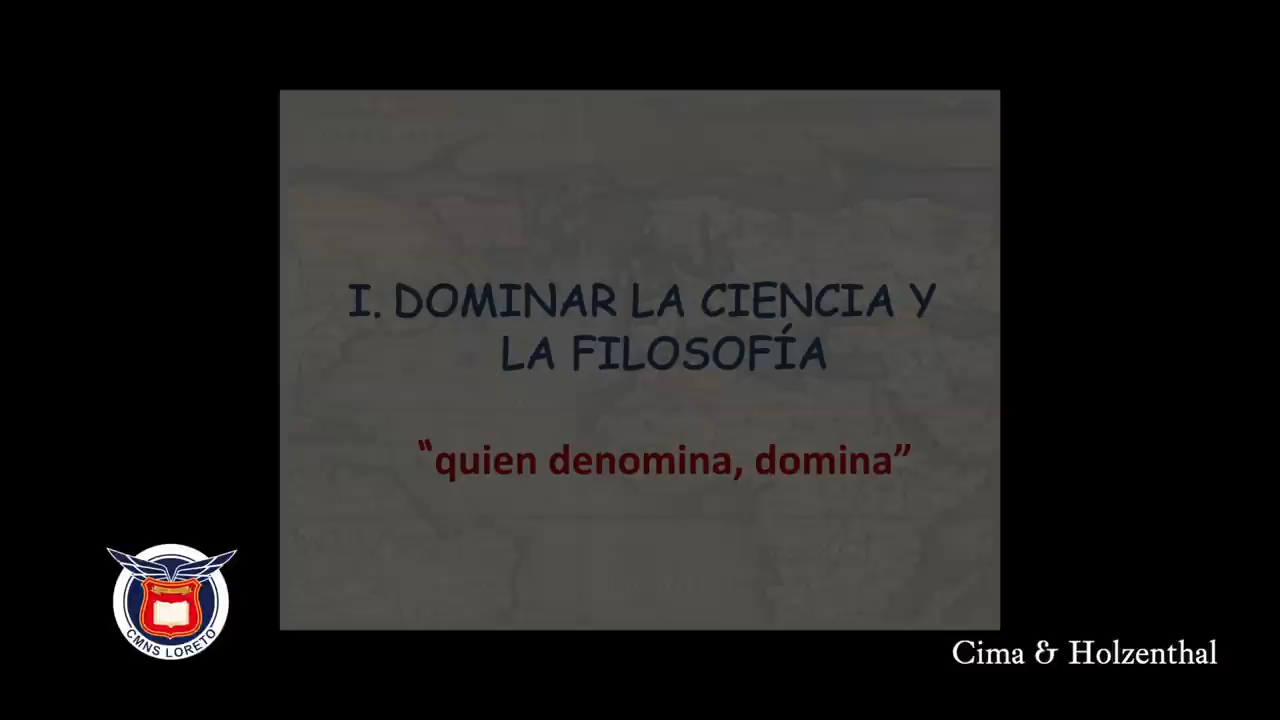 I. DOMINAR LA CIENCIA Y
LA FILOSOFÍA
“quien denomina, domina”
CMNS LORETO
Cima & Holzenthal